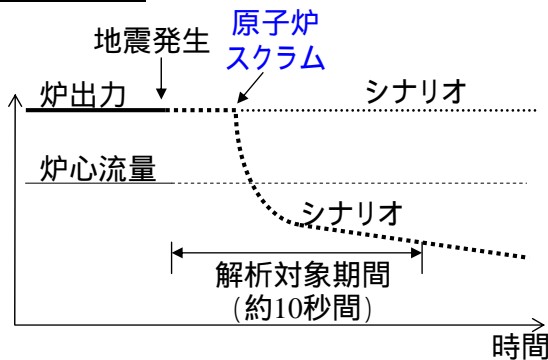 地震発生
原子炉
スクラム
炉出力
シナリオ
炉心流量
シナリオ
解析対象期間
(約10秒間)
時間